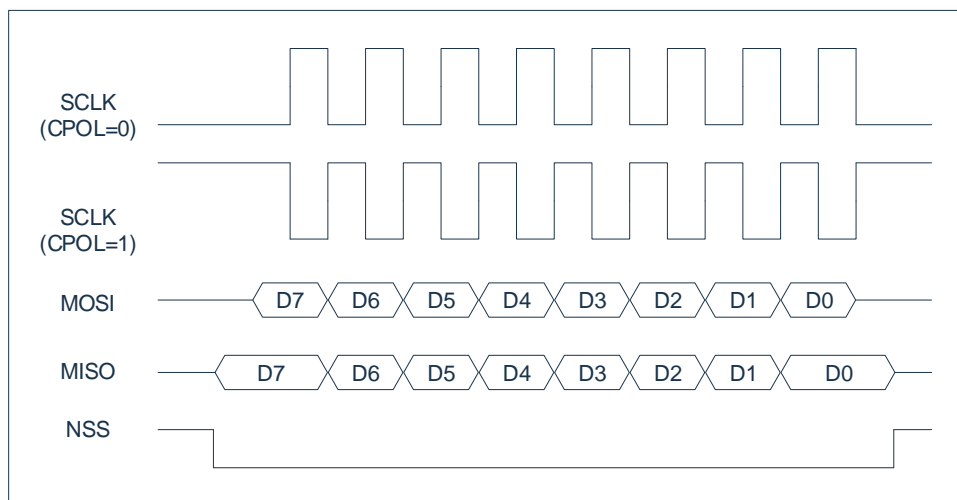 SCLK
(CPOL=0)
SCLK
(CPOL=1)
MOSI
D7 D6 D5 D4 D3 D2 D1 D0
MISO
D7 D6 D5 D4 D3 D2 D1 D0
NSS